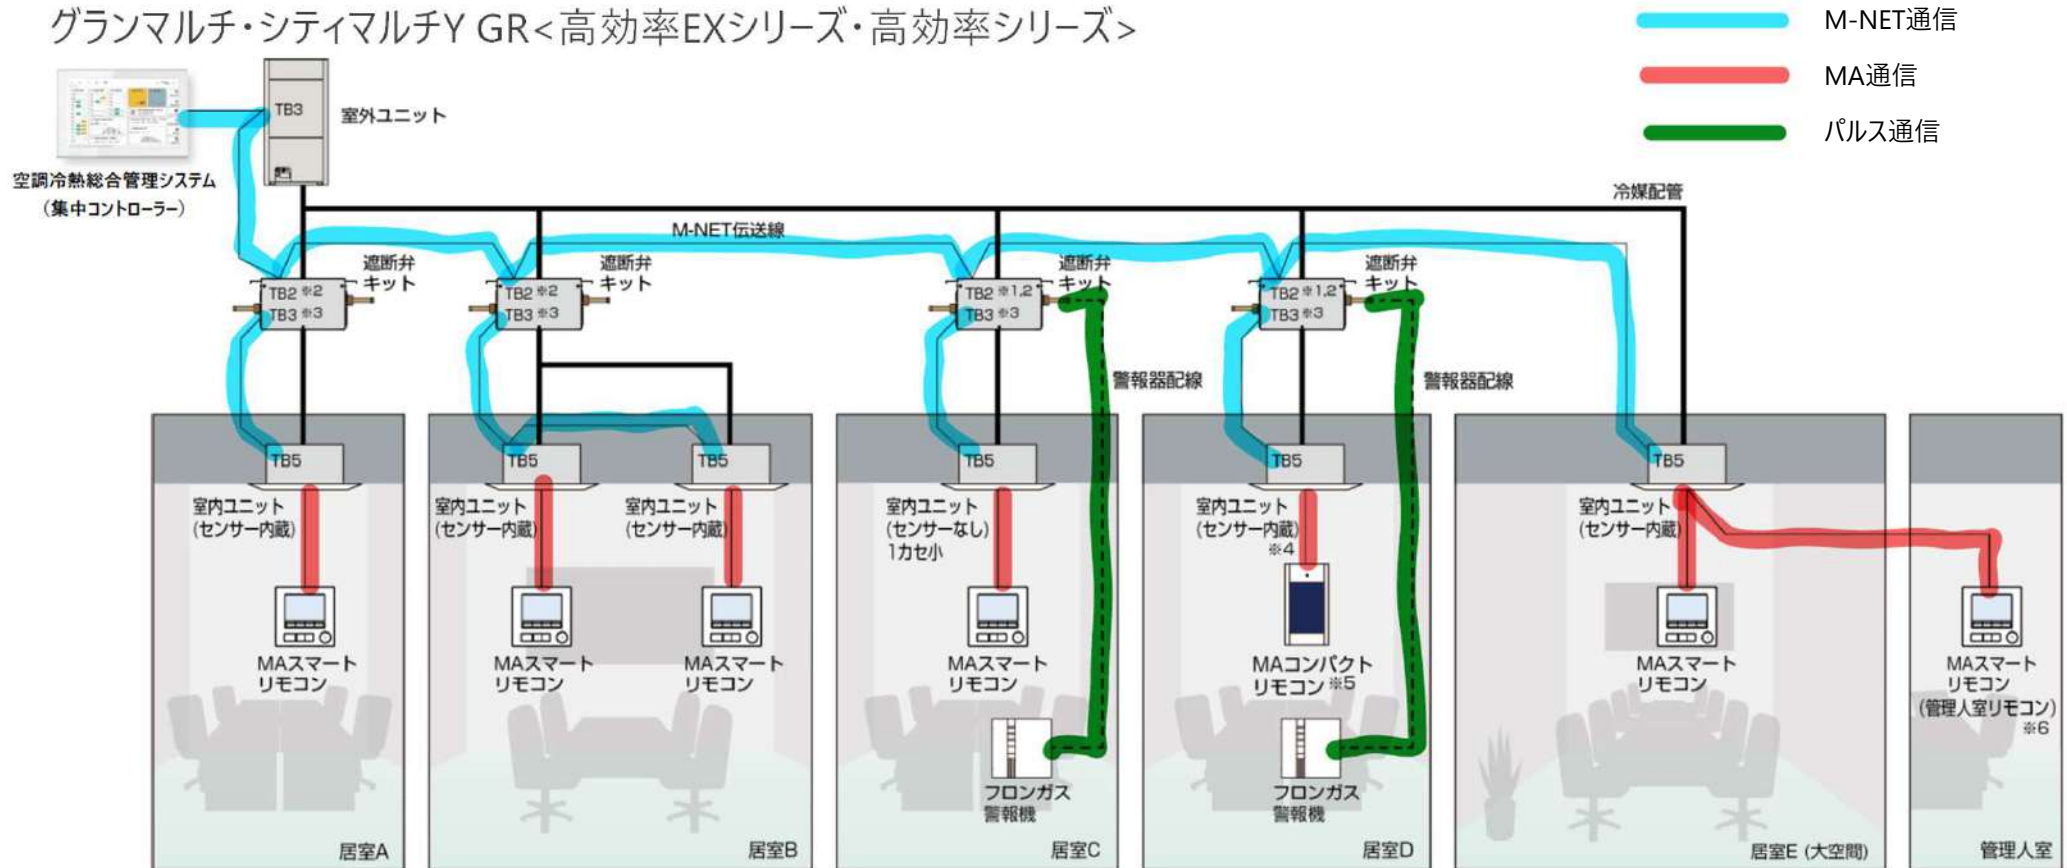 グランマルチ・シティマルチY GR<高効率EXシリーズ・高効率シリーズ>
M-NET通信
MA通信
パルス通信
TB3
室外ユニット
空調冷熱総合管理システム
(集中コントローラー)
冷媒配管
M-NET伝送線
遮断弁
キット
TB2 ※2
TB3 ※3
遮断弁
キット
TB2 ※2
TB3 ※3
遮断弁
キット
TB2 ※1,2
TB3 ※3
遮断弁
キット
TB2 ※1,2
TB3 ※3
警報器配線
警報器配線
TB5
室内ユニット
(センサー内蔵)
MAスマート
リモコン
居室A
TB5
室内ユニット
(センサー内蔵)
MAスマート
リモコン
TB5
室内ユニット
(センサー内蔵)
MAスマート
リモコン
居室B
TB5
室内ユニット
(センサーなし)
1カセ小
MAスマート
リモコン
フロンガス
警報機
居室C
TB5
室内ユニット
(センサー内蔵)
※4
MAコンパクト
リモコン ※5
フロンガス
警報機
居室D
TB5
室内ユニット
(センサー内蔵)
MAスマート
リモコン
居室E (大空間)
MAスマート
リモコン
(管理人室リモコン)
※6
管理人室